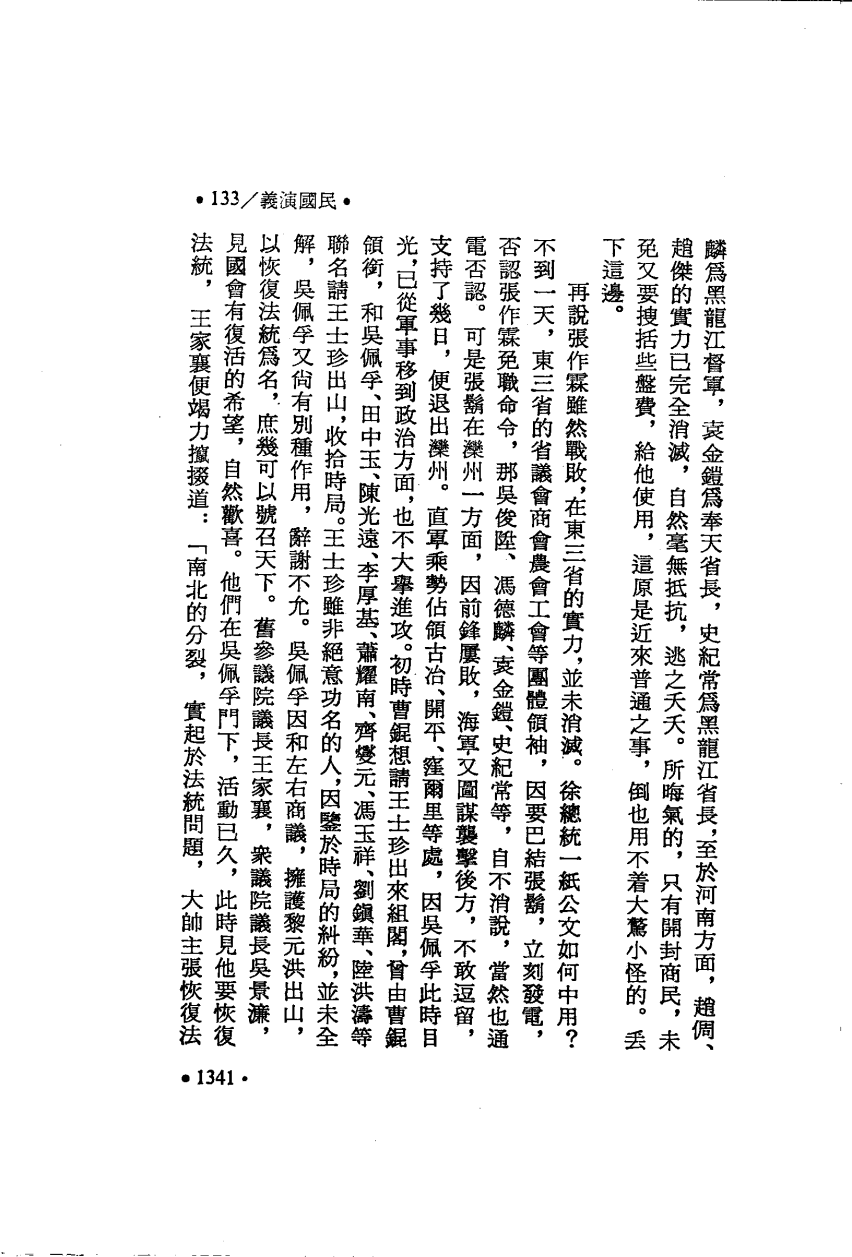 •133/義演國民•
麟爲黑龍江督軍，袁金鎧爲奉天省長，史紀常爲黑龍江省長，至於河南方面，趙倜、
趙傑的實力已完全消滅，自然毫無抵抗，逃之夭夭。所晦氣的，只有開封商民，未
免又要搜括些盤費，給他使用，這原是近來普通之事，倒也用不着大驚小怪的。丢
下這邊。
再說張作霖雖然戰敗，在東三省的實力，並未消滅。徐總統一紙公文如何中用？
不到一天，東三省的省議會商會農會工會等團體領袖，因要巴結張鬍，立刻發電，
否認張作霖免職命令，那吳俊陞、馮德麟、袁金鎧、史紀常等，自不消說，當然也通
電否認。可是張鬍在灤州一方面，因前鋒屢敗，海軍又圖謀襲擊後方，不敢逗留，
支持了幾日，便退出灤州。直軍乘勢佔領古冶、開平、窪爾里等處，因吳佩孚此時目
光，已從軍事移到政治方面，也不大舉進攻。初時曹錕想請王士珍出來組閣，曾由曹錕
領銜，和吳佩孚、田中玉、陳光遠、李厚基、蕭耀南、齊燮元、馮玉祥、劉鎭華、陸洪濤等
聯名請王士珍出山，收拾時局。王士珍雖非絕意功名的人，因鑒於時局的糾紛，並未全
解，吳佩孚又尙有別種作用，辭謝不允。吳佩孚因和左右商議，擁護黎元洪出山，
以恢復法統爲名，庶幾可以號召天下。舊參議院議長王家襄，衆議院議長吳景濂，
見國會有復活的希望，自然歡喜。他們在吳佩孚門下，活動已久，此時見他要恢復
法統，王家襄便竭力攛掇道：「南北的分裂，實起於法統問題，大帥主張恢復法
•1341•